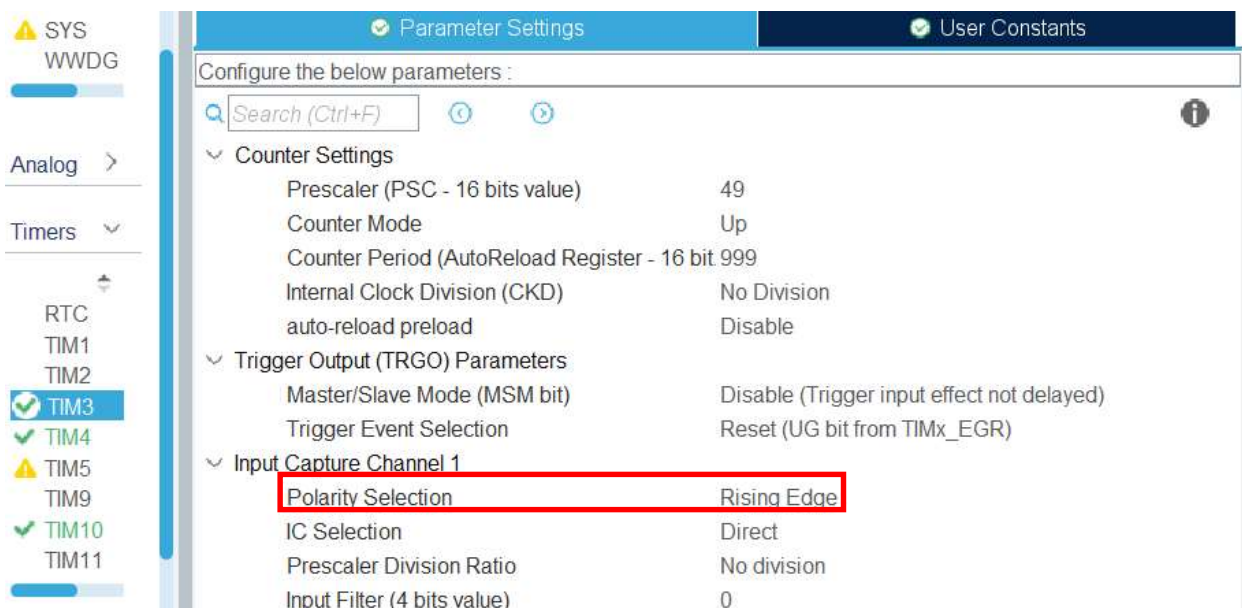 SYS
WWDG
Analog
Timers
RTC
TIM1
TIM2
TIM3
TIM4
TIM5
TIM9
TIM10
TIM11
Parameter Settings
User Constants
Configure the below parameters :
Search (Ctrl+F)
Counter Settings
Prescaler (PSC - 16 bits value) 49
Counter Mode Up
Counter Period (AutoReload Register - 16 bit 999
Internal Clock Division (CKD) No Division
auto-reload preload Disable
Trigger Output (TRGO) Parameters
Master/Slave Mode (MSM bit) Disable (Trigger input effect not delayed)
Trigger Event Selection Reset (UG bit from TIMx_EGR)
Input Capture Channel 1
Polarity Selection Rising Edge
IC Selection Direct
Prescaler Division Ratio No division
Input Filter (4 bits value) 0